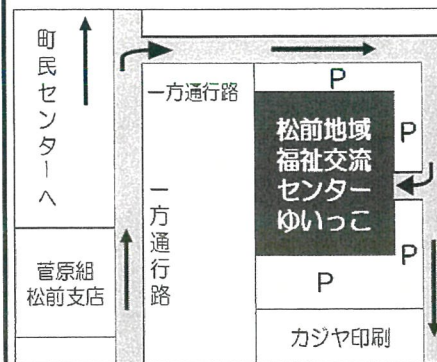 町民センターへ
一方通行路
P
松前地域
福祉交流
センター
ゆいっこ
P
一方通行路
P
P
菅原組
松前支店
カジヤ印刷